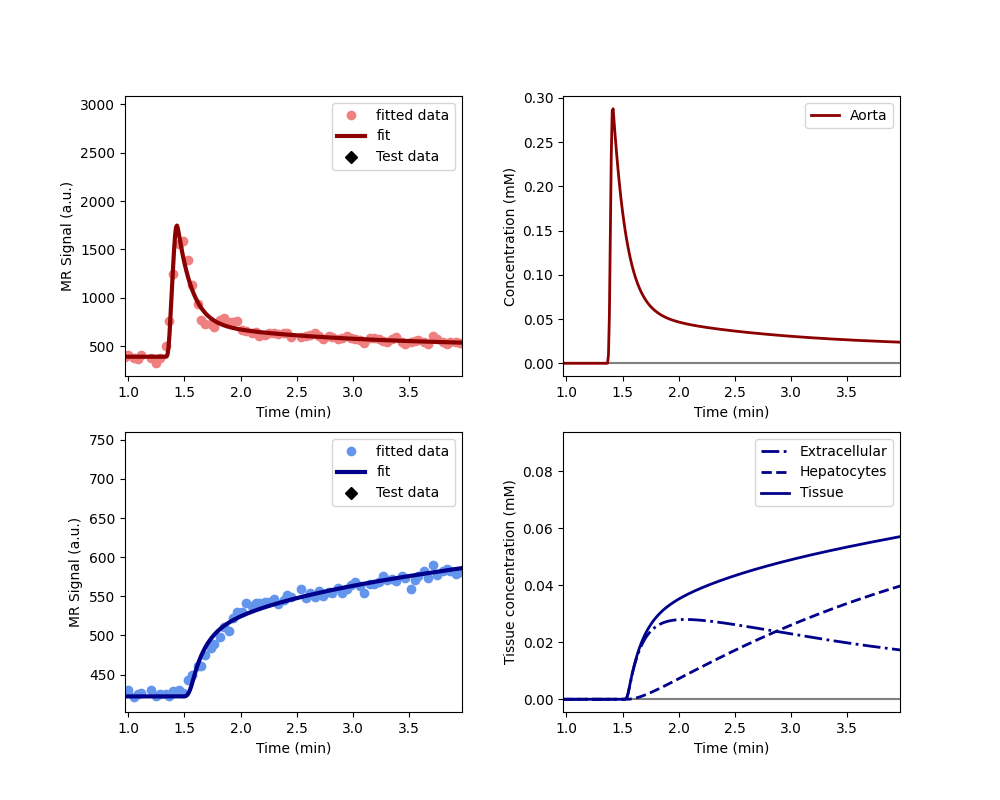 3000
2500
2000
1500
1000
500
1.0 1.5 2.0 2.5 3.0 3.5
MR Signal (a.u.)
Time (min)
fitted data
fit
Test data
0.30
0.25
0.20
0.15
0.10
0.05
0.00
1.0 1.5 2.0 2.5 3.0 3.5
Concentration (mM)
Time (min)
Aorta
750
700
650
600
550
500
450
1.0 1.5 2.0 2.5 3.0 3.5
MR Signal (a.u.)
Time (min)
fitted data
fit
Test data
0.08
0.06
0.04
0.02
0.00
1.0 1.5 2.0 2.5 3.0 3.5
Tissue concentration (mM)
Time (min)
Extracellular
Hepatocytes
Tissue